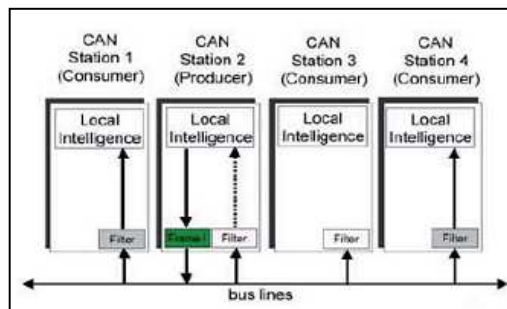 CAN
Station 1
(Consumer)
CAN
Station 2
(Producer)
CAN
Station 3
(Consumer)
CAN
Station 4
(Consumer)
Local
Intelligence
Local
Intelligence
Local
Intelligence
Local
Intelligence
Filter
Frame I
Filter
Filter
Filter
bus lines